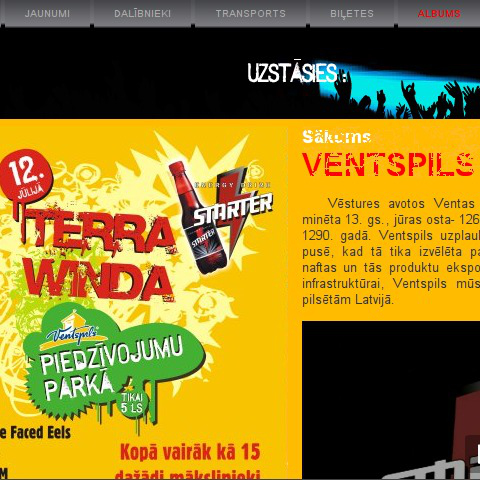 JAUNUMI DALĪBNIEKI TRANSPORTS BIĻETES ALBUMS
UZSTĀSIES
12.
JŪLIJĀ
TERRA
WINDA
ENERGY DRINK
STARTER
Ventspils
PIEDZĪVOJUMU
PARKĀ
TIKAI
5 LS
e Faced Eels
M
Kopā vairāk kā 15
dažādi mākslinieki
Sākums
VENTSPILS
Vēstures avotos Ventas
minēta 13. gs., jūras osta- 126
1290. gadā. Ventspils uzplauk
pusē, kad tā tika izvēlēta pa
naftas un tās produktu ekspo
infrastruktūrai, Ventspils mūs
pilsētām Latvijā.